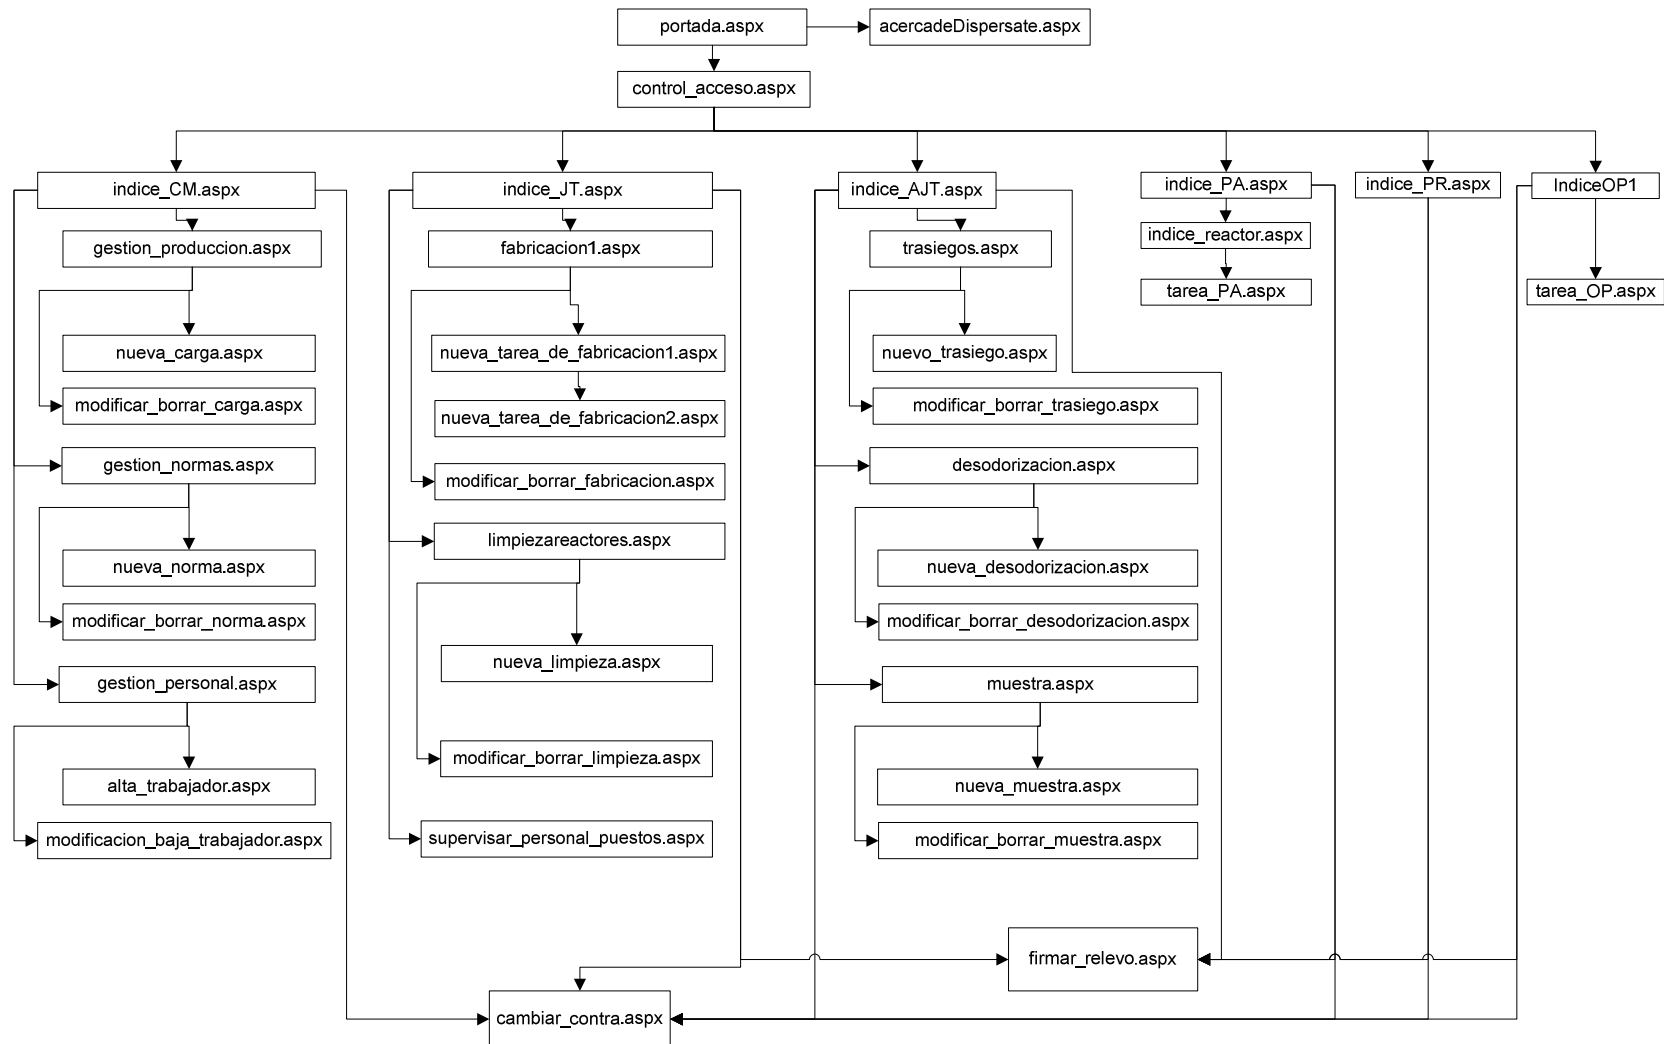 portada.aspx
acercadeDispersate.aspx
control_acceso.aspx
indice_CM.aspx
indice_JT.aspx
indice_AJT.aspx
indice_PA.aspx
indice_PR.aspx
IndiceOP1
gestion_produccion.aspx
nueva_carga.aspx
modificar_borrar_carga.aspx
gestion_normas.aspx
nueva_norma.aspx
modificar_borrar_norma.aspx
gestion_personal.aspx
alta_trabajador.aspx
modificacion_baja_trabajador.aspx
fabricacion1.aspx
nueva_tarea_de_fabricacion1.aspx
nueva_tarea_de_fabricacion2.aspx
modificar_borrar_fabricacion.aspx
limpiezareactores.aspx
nueva_limpieza.aspx
modificar_borrar_limpieza.aspx
supervisar_personal_puestos.aspx
trasiegos.aspx
nuevo_trasiego.aspx
modificar_borrar_trasiego.aspx
desodorizacion.aspx
nueva_desodorizacion.aspx
modificar_borrar_desodorizacion.aspx
muestra.aspx
nueva_muestra.aspx
modificar_borrar_muestra.aspx
indice_reactor.aspx
tarea_PA.aspx
tarea_OP.aspx
firmar_relevo.aspx
cambiar_contra.aspx